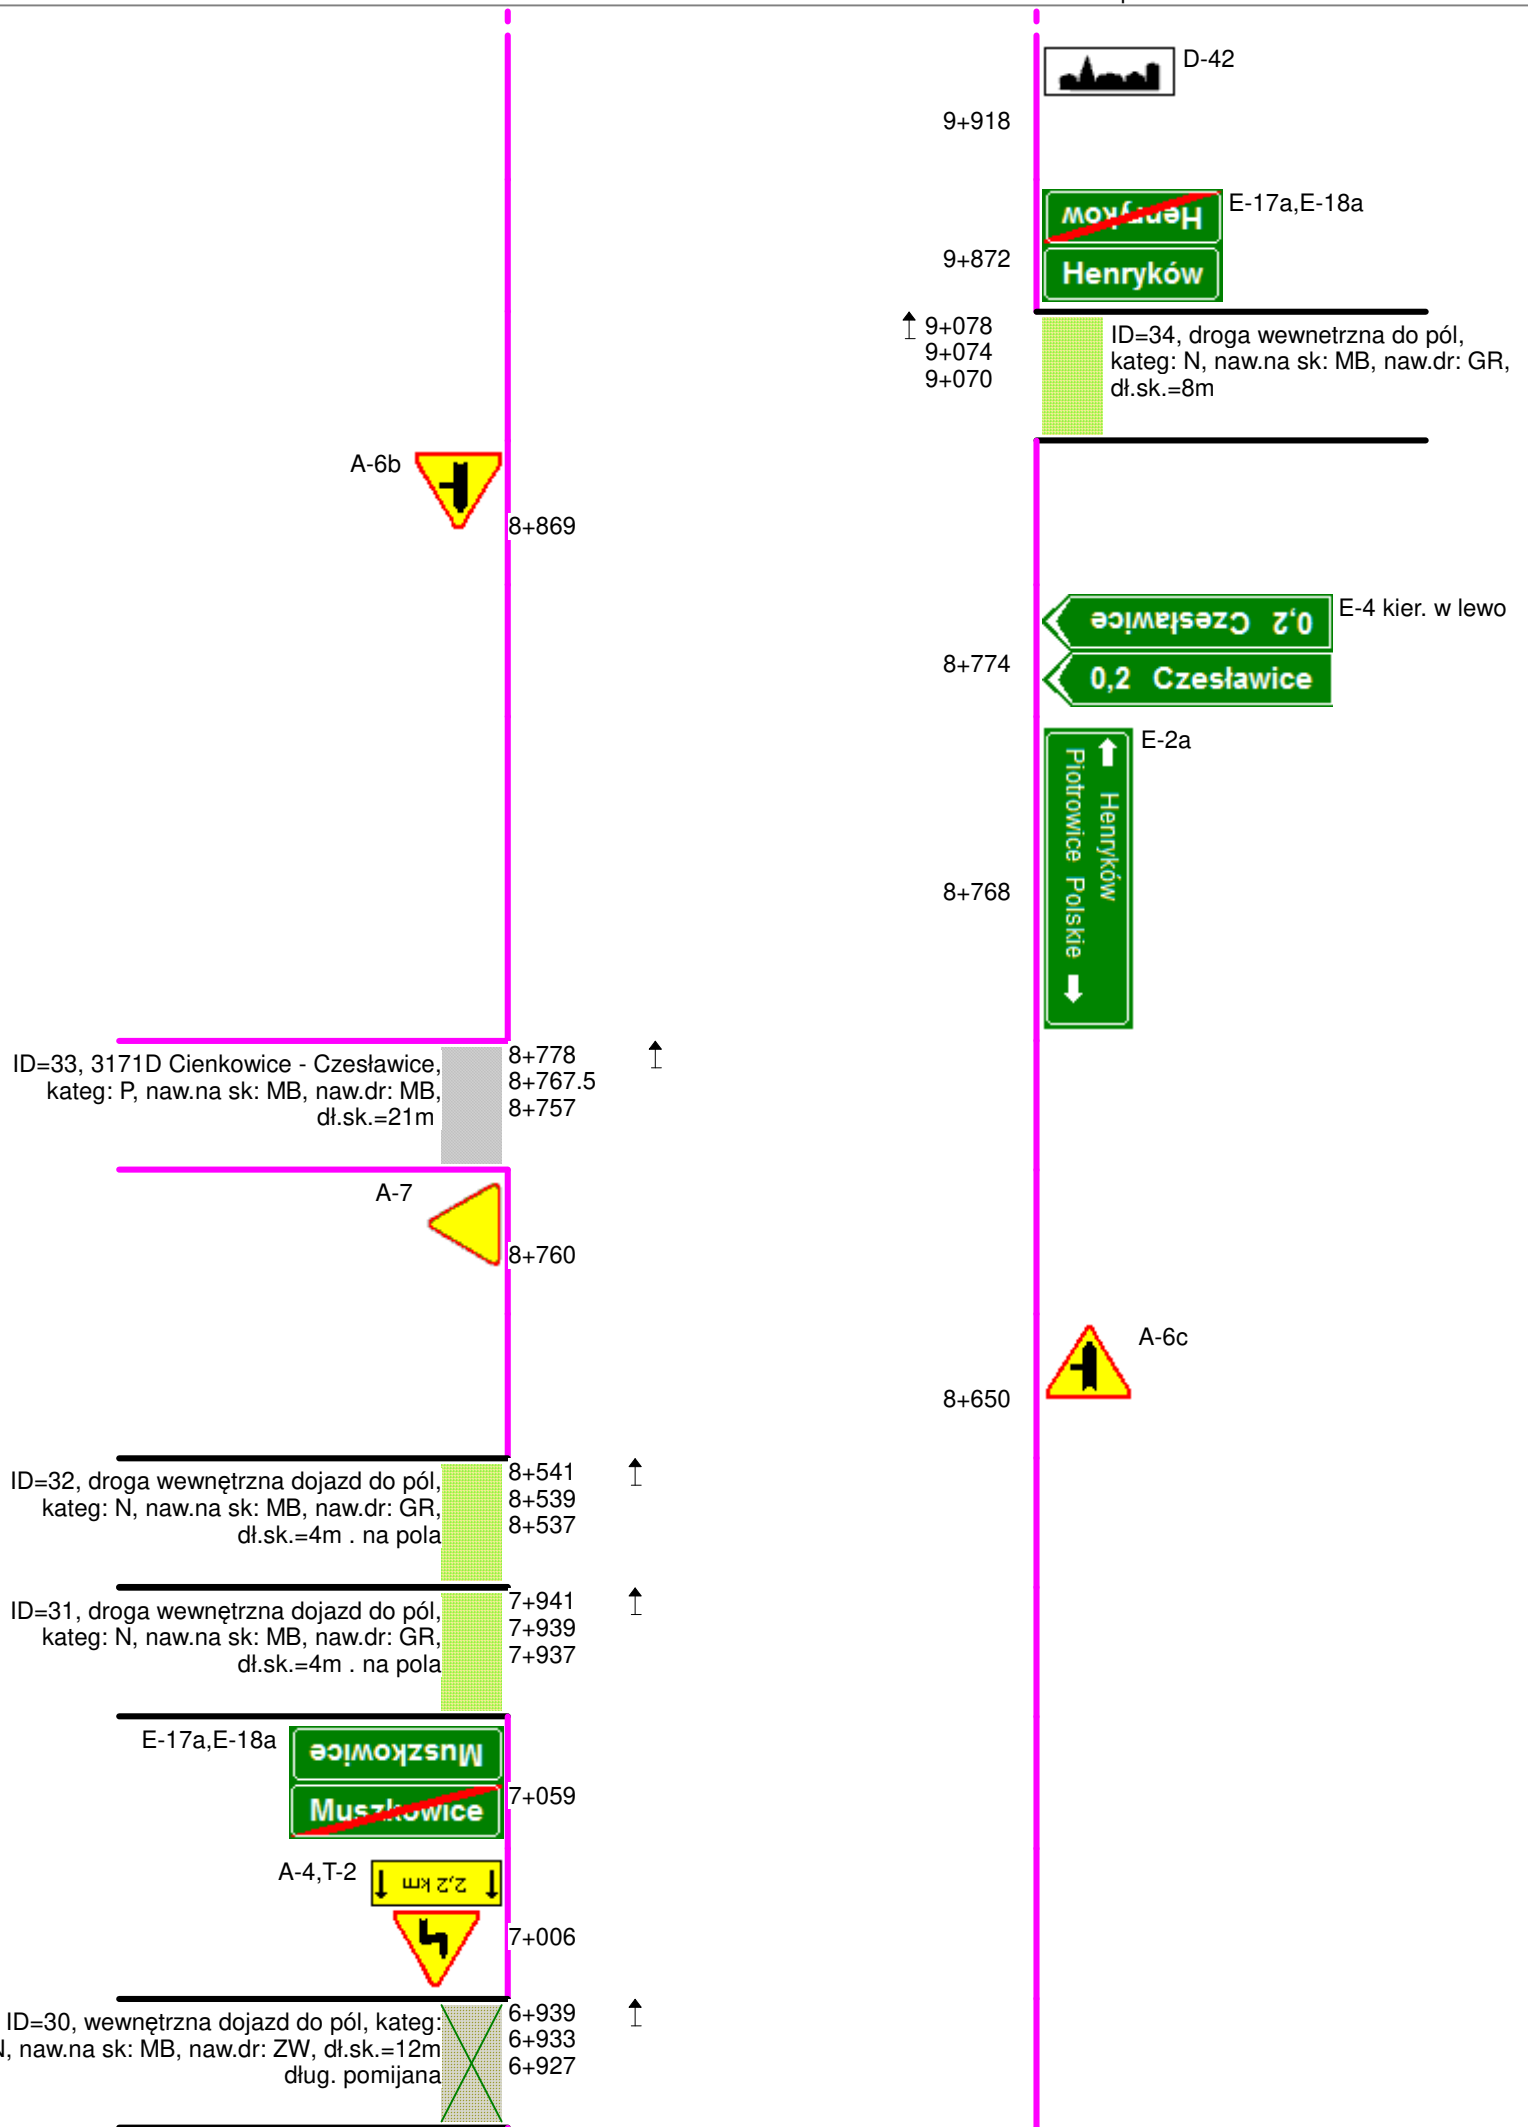 D-42
9+918
Henryków
E-17a,E-18a
9+872
Henryków
9+078
9+074
9+070
ID=34, droga wewnetrzna do pól,
kateg: N, naw.na sk: MB, naw.dr: GR,
dł.sk.=8m
A-6b
8+869
0,2 Czesławice
E-4 kier. w lewo
8+774
0,2 Czesławice
E-2a
Henryków
Piotrowice Polskie
8+768
ID=33, 3171D Cienkowice - Czesławice,
kateg: P, naw.na sk: MB, naw.dr: MB,
dł.sk.=21m
8+778
8+767.5
8+757
A-7
8+760
A-6c
8+650
ID=32, droga wewnętrzna dojazd do pól,
kateg: N, naw.na sk: MB, naw.dr: GR,
dł.sk.=4m . na pola
8+541
8+539
8+537
ID=31, droga wewnętrzna dojazd do pól,
kateg: N, naw.na sk: MB, naw.dr: GR,
dł.sk.=4m . na pola
7+941
7+939
7+937
E-17a,E-18a
Muszkowice
Muszkowice
7+059
A-4,T-2
2,2 km
7+006
ID=30, wewnętrzna dojazd do pól, kateg:
N, naw.na sk: MB, naw.dr: ZW, dł.sk.=12m
dług. pomijana
6+939
6+933
6+927